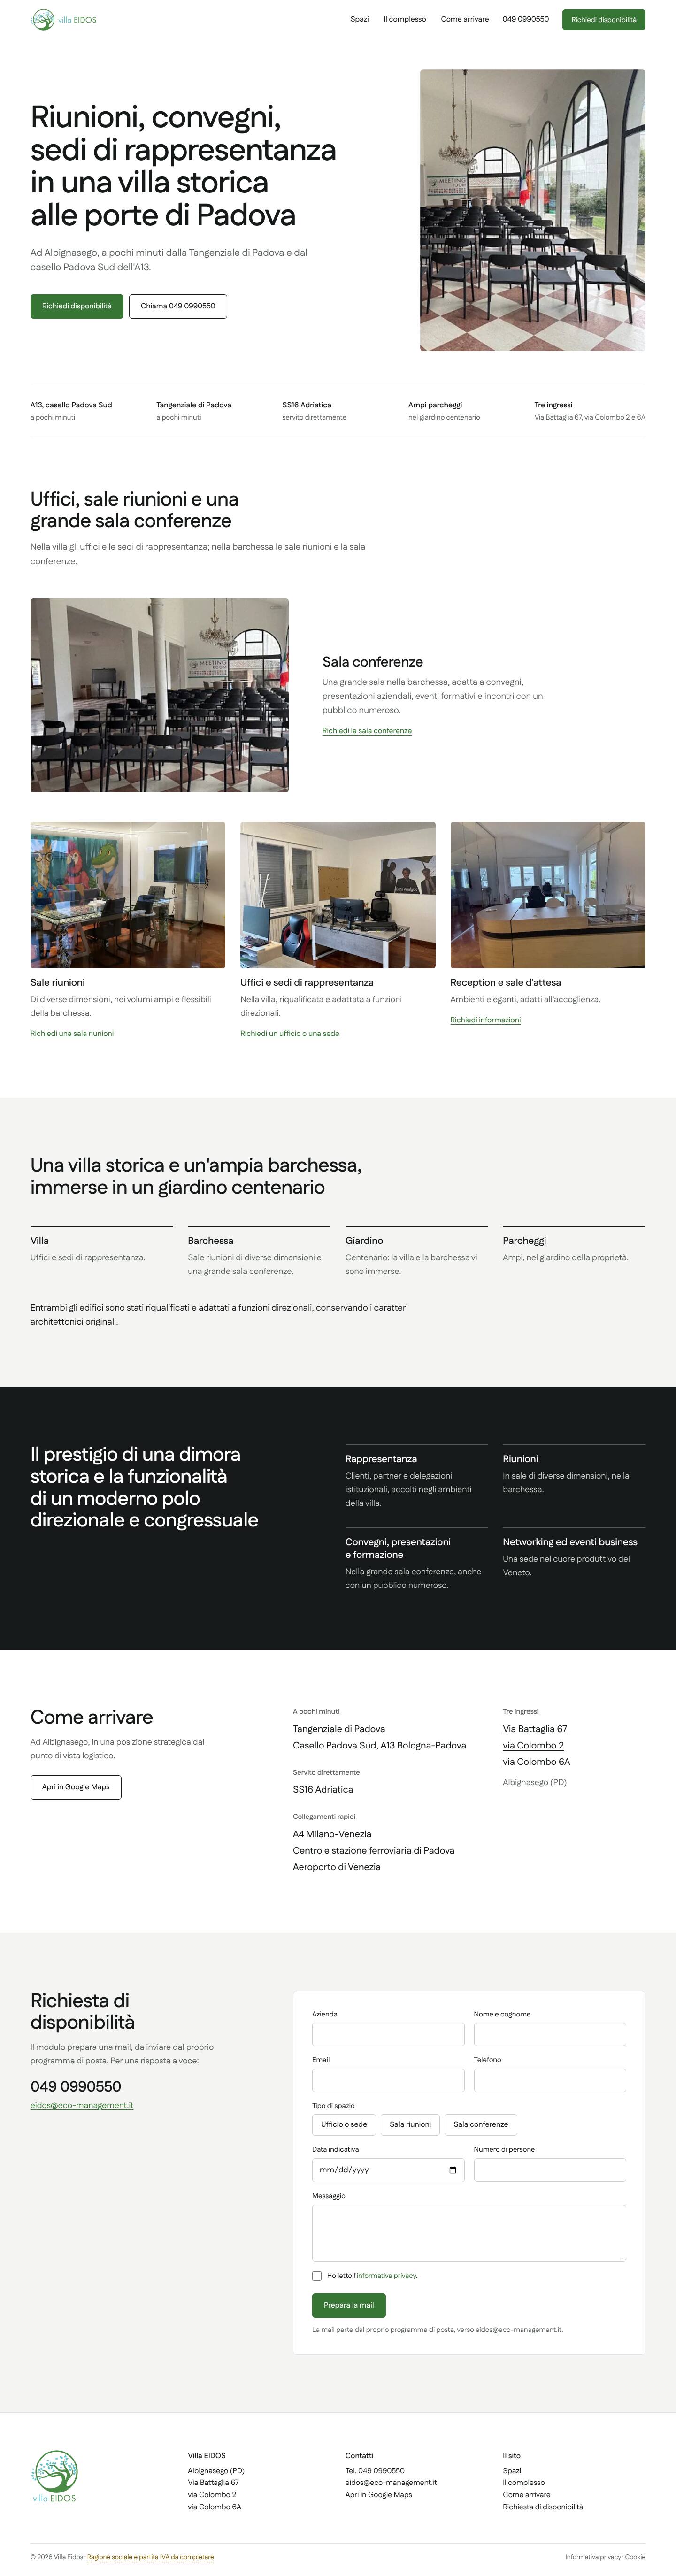 villa EIDOS
Spazi
Il complesso
Come arrivare
049 0990550
Richiedi disponibilità
Riunioni, convegni,
sedi di rappresentanza
in una villa storica
alle porte di Padova
Ad Albignasego, a pochi minuti dalla Tangenziale di Padova e dal
casello Padova Sud dell'A13.
Richiedi disponibilità
Chiama 049 0990550
MEETING
ROOM
A13, casello Padova Sud
a pochi minuti
Tangenziale di Padova
a pochi minuti
SS16 Adriatica
servito direttamente
Ampi parcheggi
nel giardino centenario
Tre ingressi
Via Battaglia 67, via Colombo 2 e 6A
Uffici, sale riunioni e una
grande sala conferenze
Nella villa gli uffici e le sedi di rappresentanza; nella barchessa le sale riunioni e la sala
conferenze.
MEETING
ROOM
Sala conferenze
Una grande sala nella barchessa, adatta a convegni,
presentazioni aziendali, eventi formativi e incontri con un
pubblico numeroso.
Richiedi la sala conferenze
Sale riunioni
Di diverse dimensioni, nei volumi ampi e flessibili
della barchessa.
Richiedi una sala riunioni
Uffici e sedi di rappresentanza
Nella villa, riqualificata e adattata a funzioni
direzionali.
Richiedi un ufficio o una sede
Reception e sale d'attesa
Ambienti eleganti, adatti all'accoglienza.
Richiedi informazioni
Una villa storica e un'ampia barchessa,
immerse in un giardino centenario
Villa
Uffici e sedi di rappresentanza.
Barchessa
Sale riunioni di diverse dimensioni e
una grande sala conferenze.
Giardino
Centenario: la villa e la barchessa vi
sono immerse.
Parcheggi
Ampi, nel giardino della proprietà.
Entrambi gli edifici sono stati riqualificati e adattati a funzioni direzionali, conservando i caratteri
architettonici originali.
Il prestigio di una dimora
storica e la funzionalità
di un moderno polo
direzionale e congressuale
Rappresentanza
Clienti, partner e delegazioni
istituzionali, accolti negli ambienti
della villa.
Riunioni
In sale di diverse dimensioni, nella
barchessa.
Convegni, presentazioni
e formazione
Nella grande sala conferenze, anche
con un pubblico numeroso.
Networking ed eventi business
Una sede nel cuore produttivo del
Veneto.
Come arrivare
Ad Albignasego, in una posizione strategica dal
punto di vista logistico.
Apri in Google Maps
A pochi minuti
Tangenziale di Padova
Casello Padova Sud, A13 Bologna-Padova
Servito direttamente
SS16 Adriatica
Collegamenti rapidi
A4 Milano-Venezia
Centro e stazione ferroviaria di Padova
Aeroporto di Venezia
Tre ingressi
Via Battaglia 67
via Colombo 2
via Colombo 6A
Albignasego (PD)
Richiesta di
disponibilità
Il modulo prepara una mail, da inviare dal proprio
programma di posta. Per una risposta a voce:
049 0990550
eidos@eco-management.it
Azienda
Nome e cognome
Email
Telefono
Tipo di spazio
Ufficio o sede
Sala riunioni
Sala conferenze
Data indicativa
Numero di persone
mm/dd/yyyy
Messaggio
Ho letto l'informativa privacy.
Prepara la mail
La mail parte dal proprio programma di posta, verso eidos@eco-management.it.
villa EIDOS
Villa EIDOS
Albignasego (PD)
Via Battaglia 67
via Colombo 2
via Colombo 6A
Contatti
Tel. 049 0990550
eidos@eco-management.it
Apri in Google Maps
Il sito
Spazi
Il complesso
Come arrivare
Richiesta di disponibilità
© 2026 Villa Eidos · Ragione sociale e partita IVA da completare
Informativa privacy · Cookie